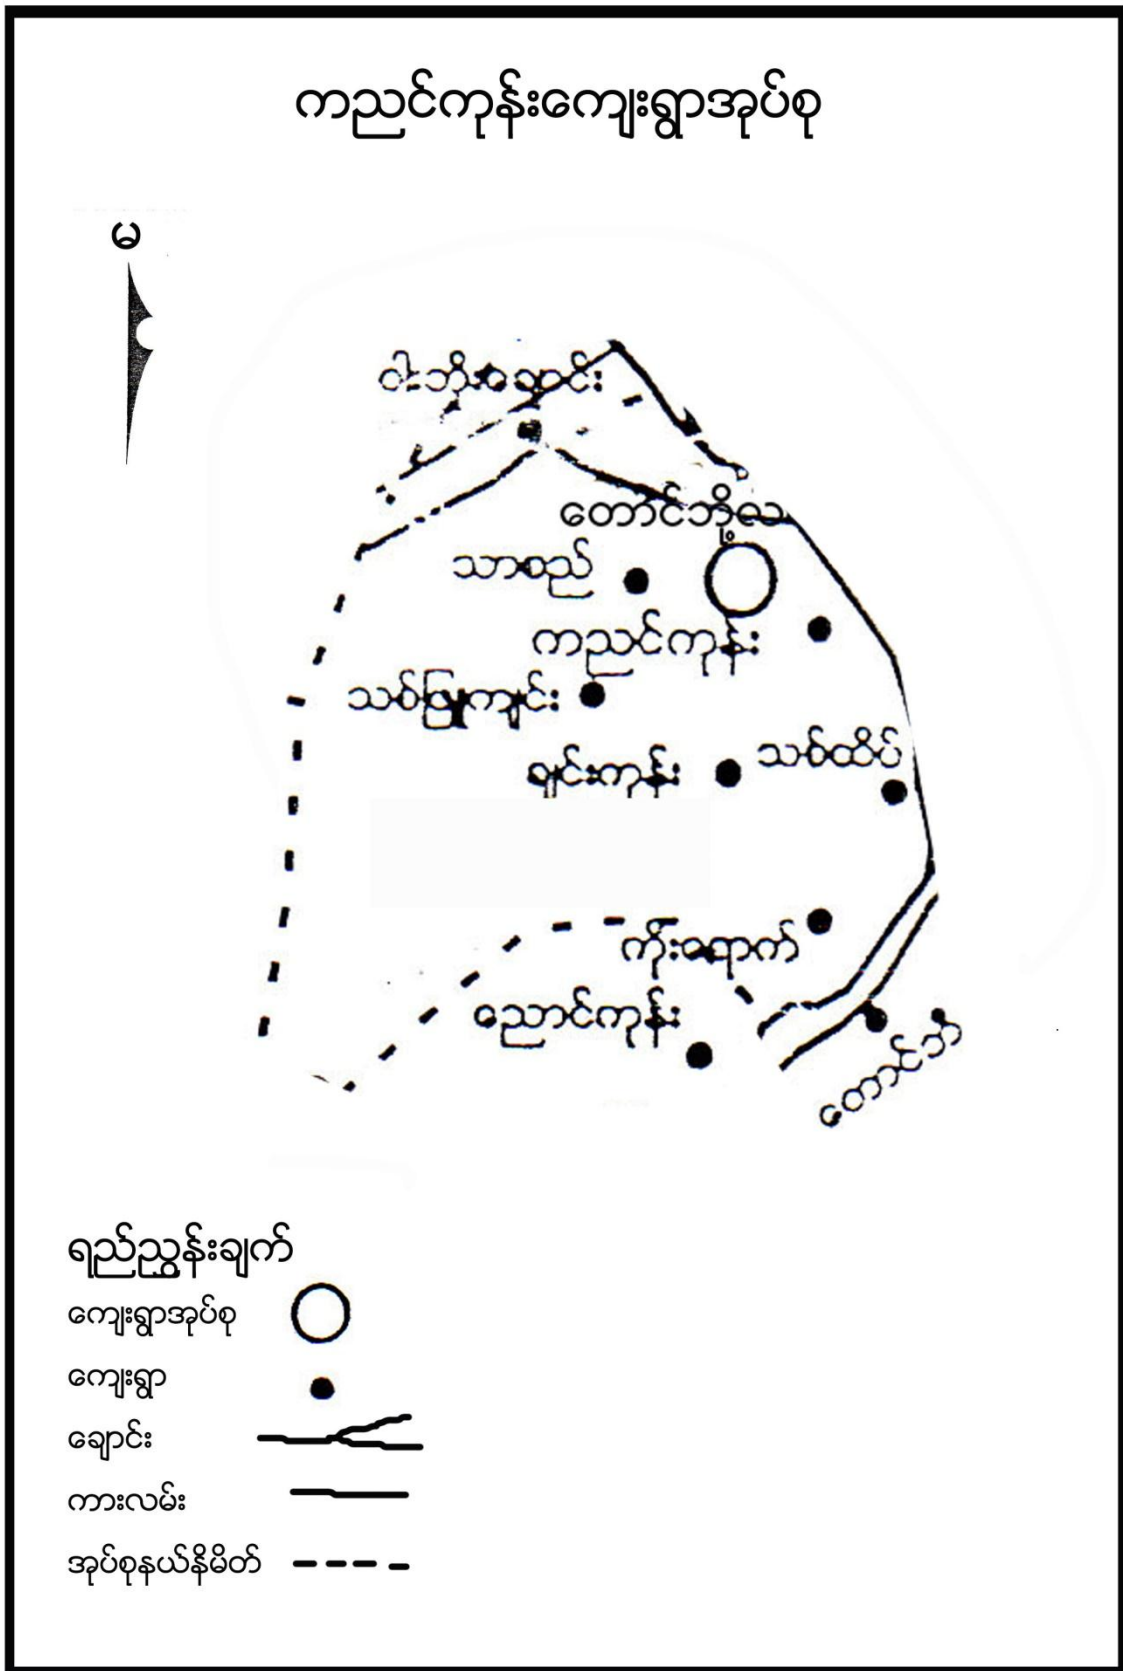 ကညင်ကုန်းကျေးရွာအုပ်စု
မ
ငါးဘိုးချောင်း
တောင်ဘို့လ
သာစည်
ကညင်ကုန်း
သစ်ဖြူကျင်း
ချင်းကုန်း
သစ်ထိပ်
ကိုးရောက်
ညောင်ကုန်း
တောင်ဘဲ
ရည်ညွှန်းချက်
ကျေးရွာအုပ်စု
ကျေးရွာ
ချောင်း
ကားလမ်း
အုပ်စုနယ်နိမိတ်